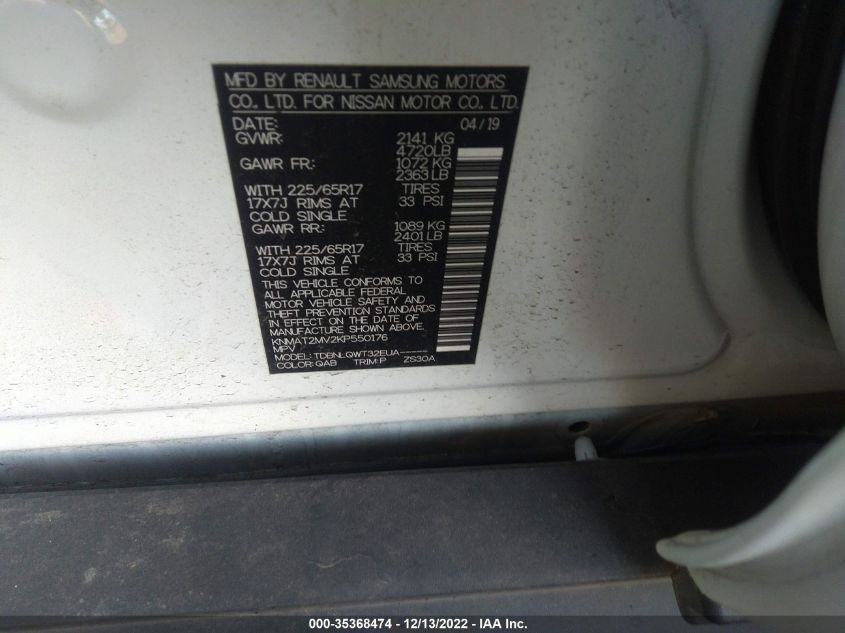 MFD BY RENAULT SAMSUNG MOTORS
CO., LTD. FOR NISSAN MOTOR CO., LTD.
DATE: 04/19
GVWR: 2141 KG
4720LB
GAWR FR: 1072 KG
2363 LB
WITH 225/65R17 TIRES
17X7J RIMS AT 33 PSI
COLD SINGLE
GAWR RR: 1089 KG
2401 LB
WITH 225/65R17 TIRES
17X7J RIMS AT 33 PSI
COLD SINGLE
THIS VEHICLE CONFORMS TO
ALL APPLICABLE FEDERAL
MOTOR VEHICLE SAFETY AND
THEFT PREVENTION STANDARDS
IN EFFECT ON THE DATE OF
MANUFACTURE SHOWN ABOVE.
KNMAT2MV2KP550176
MPV
MODEL: TDBNLQWT32EUA-----
COLOR: QAB TRIM:P ZS30A
000-35368474 - 12/13/2022 - IAA Inc.